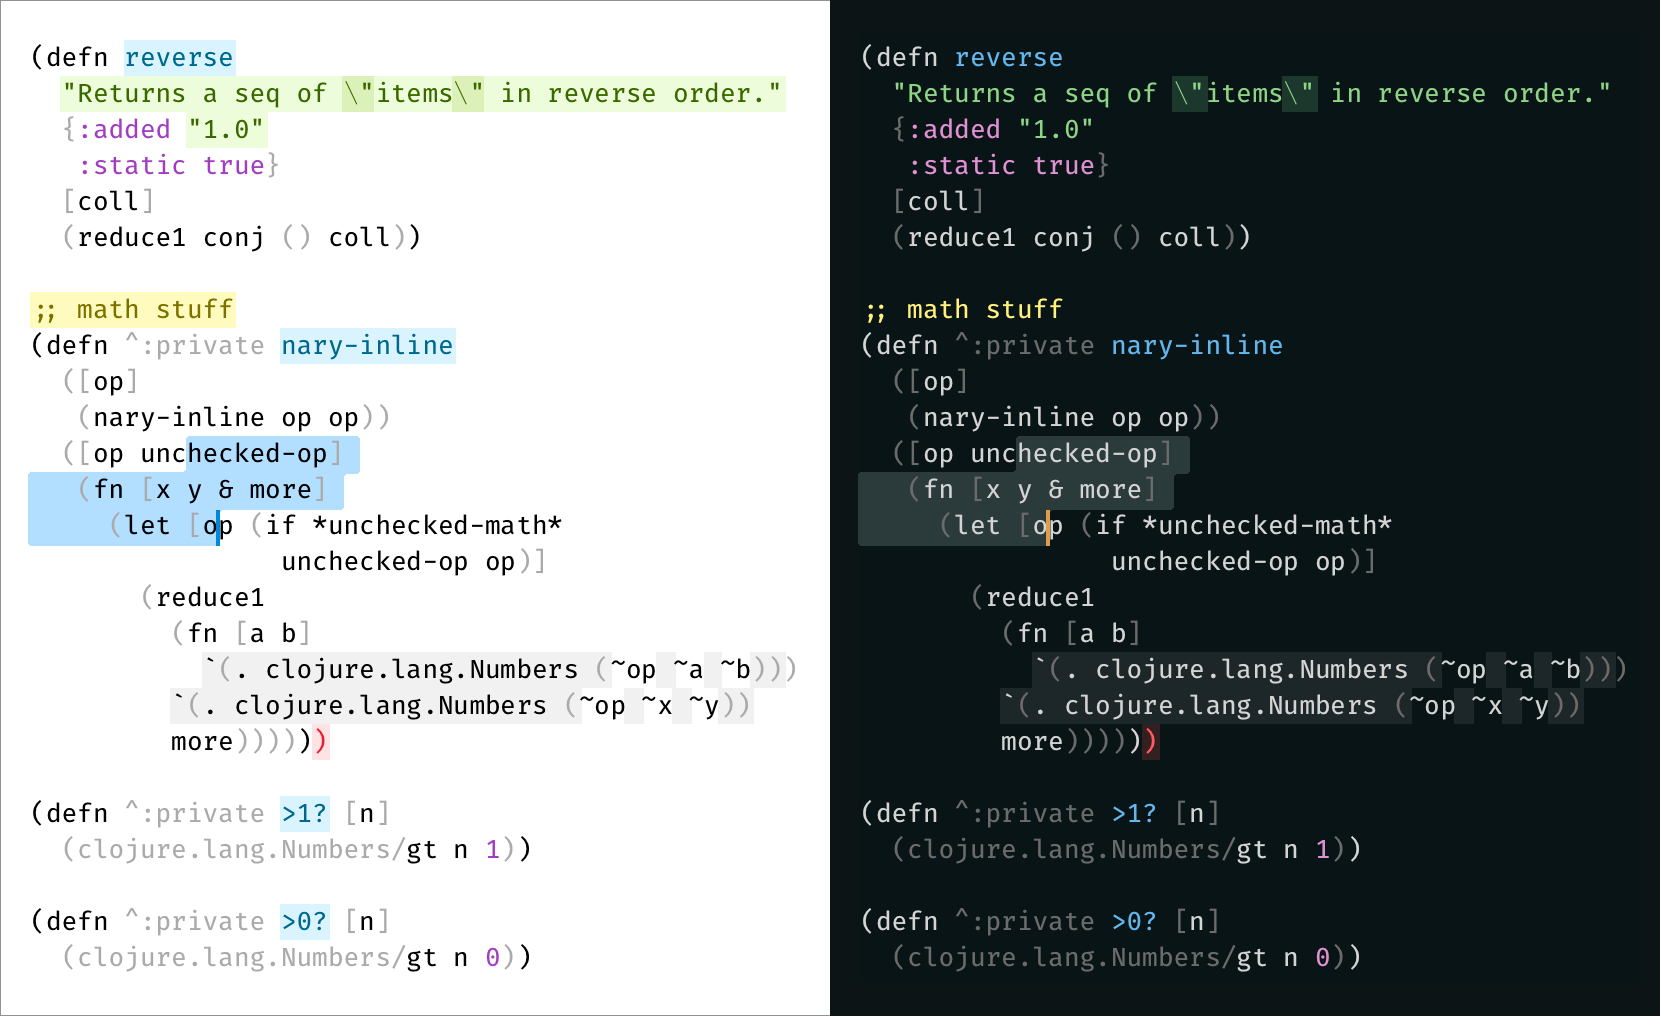 (defn reverse
  "Returns a seq of \"items\" in reverse order."
  {:added "1.0"
   :static true}
  [coll]
  (reduce1 conj () coll))

;; math stuff
(defn ^:private nary-inline
  ([op]
   (nary-inline op op))
  ([op unchecked-op]
   (fn [x y & more]
     (let [op (if *unchecked-math*
                unchecked-op op)]
       (reduce1
         (fn [a b]
           `(. clojure.lang.Numbers (~op ~a ~b)))
         `(. clojure.lang.Numbers (~op ~x ~y))
         more))))))

(defn ^:private >1? [n]
  (clojure.lang.Numbers/gt n 1))

(defn ^:private >0? [n]
  (clojure.lang.Numbers/gt n 0))

(defn reverse
  "Returns a seq of \"items\" in reverse order."
  {:added "1.0"
   :static true}
  [coll]
  (reduce1 conj () coll))

;; math stuff
(defn ^:private nary-inline
  ([op]
   (nary-inline op op))
  ([op unchecked-op]
   (fn [x y & more]
     (let [op (if *unchecked-math*
                unchecked-op op)]
       (reduce1
         (fn [a b]
           `(. clojure.lang.Numbers (~op ~a ~b)))
         `(. clojure.lang.Numbers (~op ~x ~y))
         more))))))

(defn ^:private >1? [n]
  (clojure.lang.Numbers/gt n 1))

(defn ^:private >0? [n]
  (clojure.lang.Numbers/gt n 0))